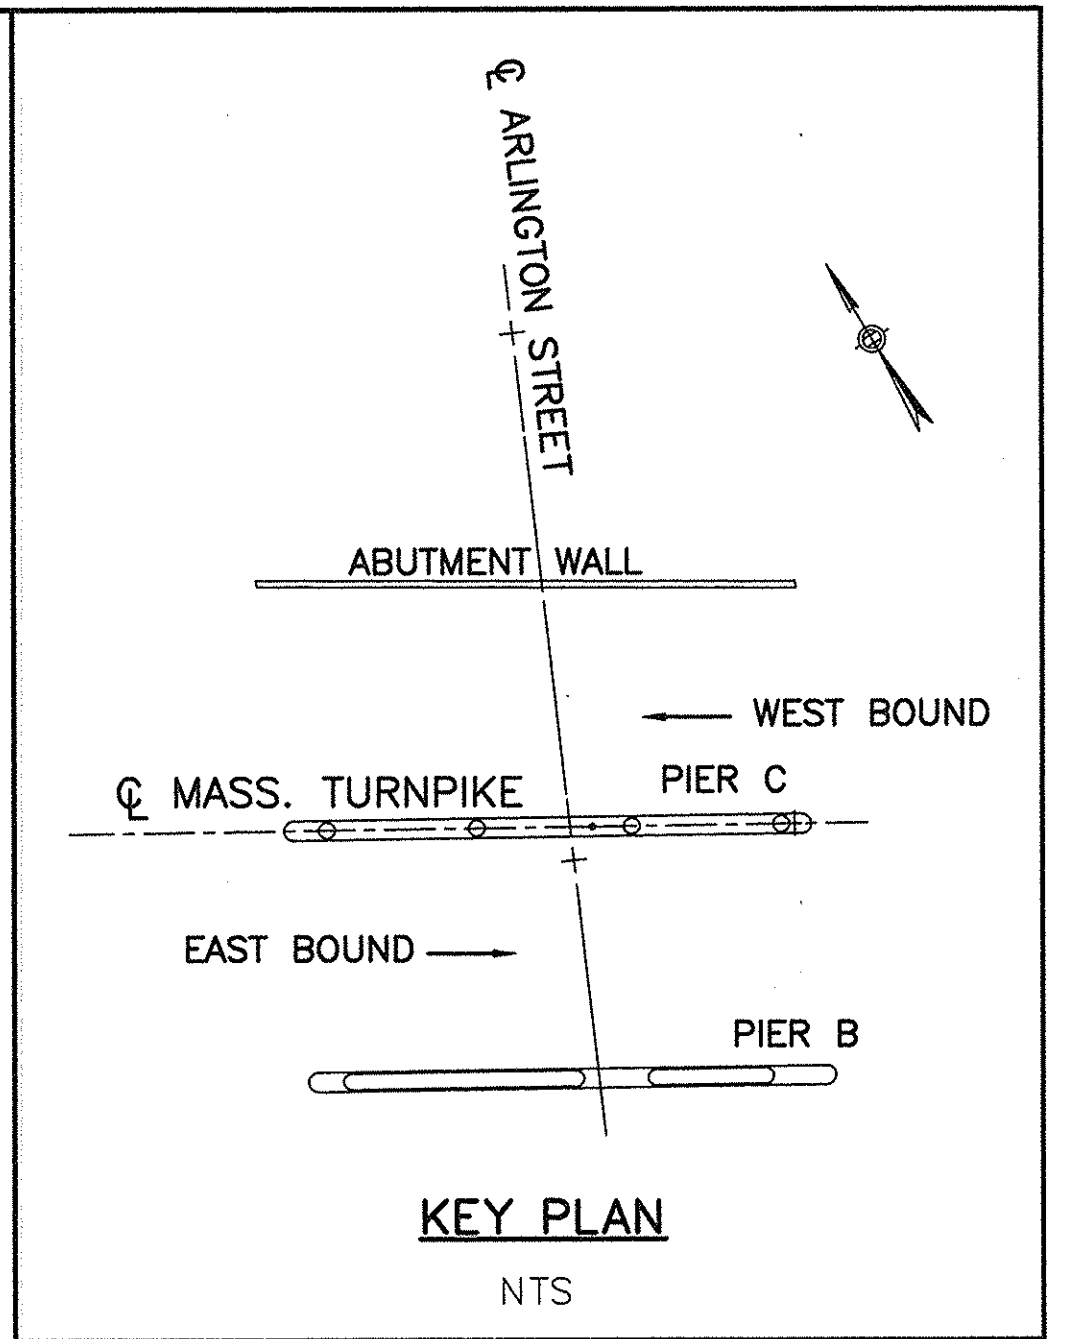 ℄ ARLINGTON STREET
ABUTMENT WALL
WEST BOUND
PIER C
℄ MASS. TURNPIKE
EAST BOUND
PIER B
KEY PLAN
NTS